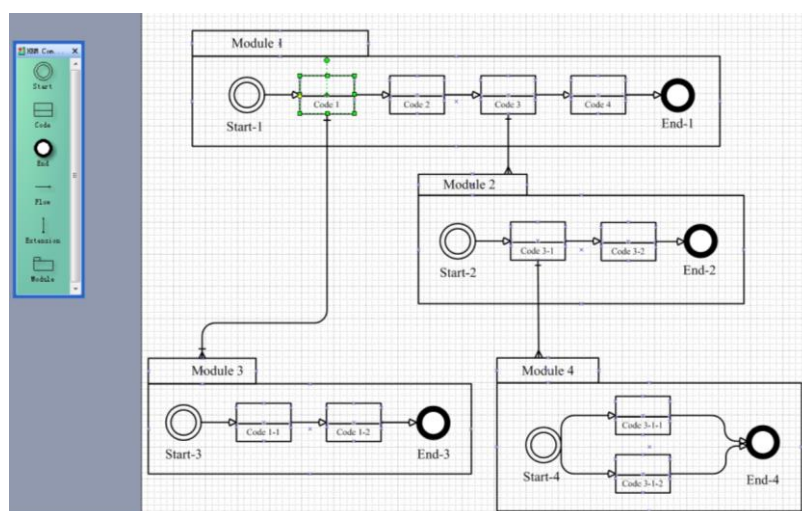 Start
Code
End
Flow
Extension
Module
Module 1
Start-1
Code 1
Code 2
Code 3
Code 4
End-1
Module 2
Start-2
Code 3-1
Code 3-2
End-2
Module 3
Start-3
Code 1-1
Code 1-2
End-3
Module 4
Start-4
Code 3-1-1
Code 3-1-2
End-4